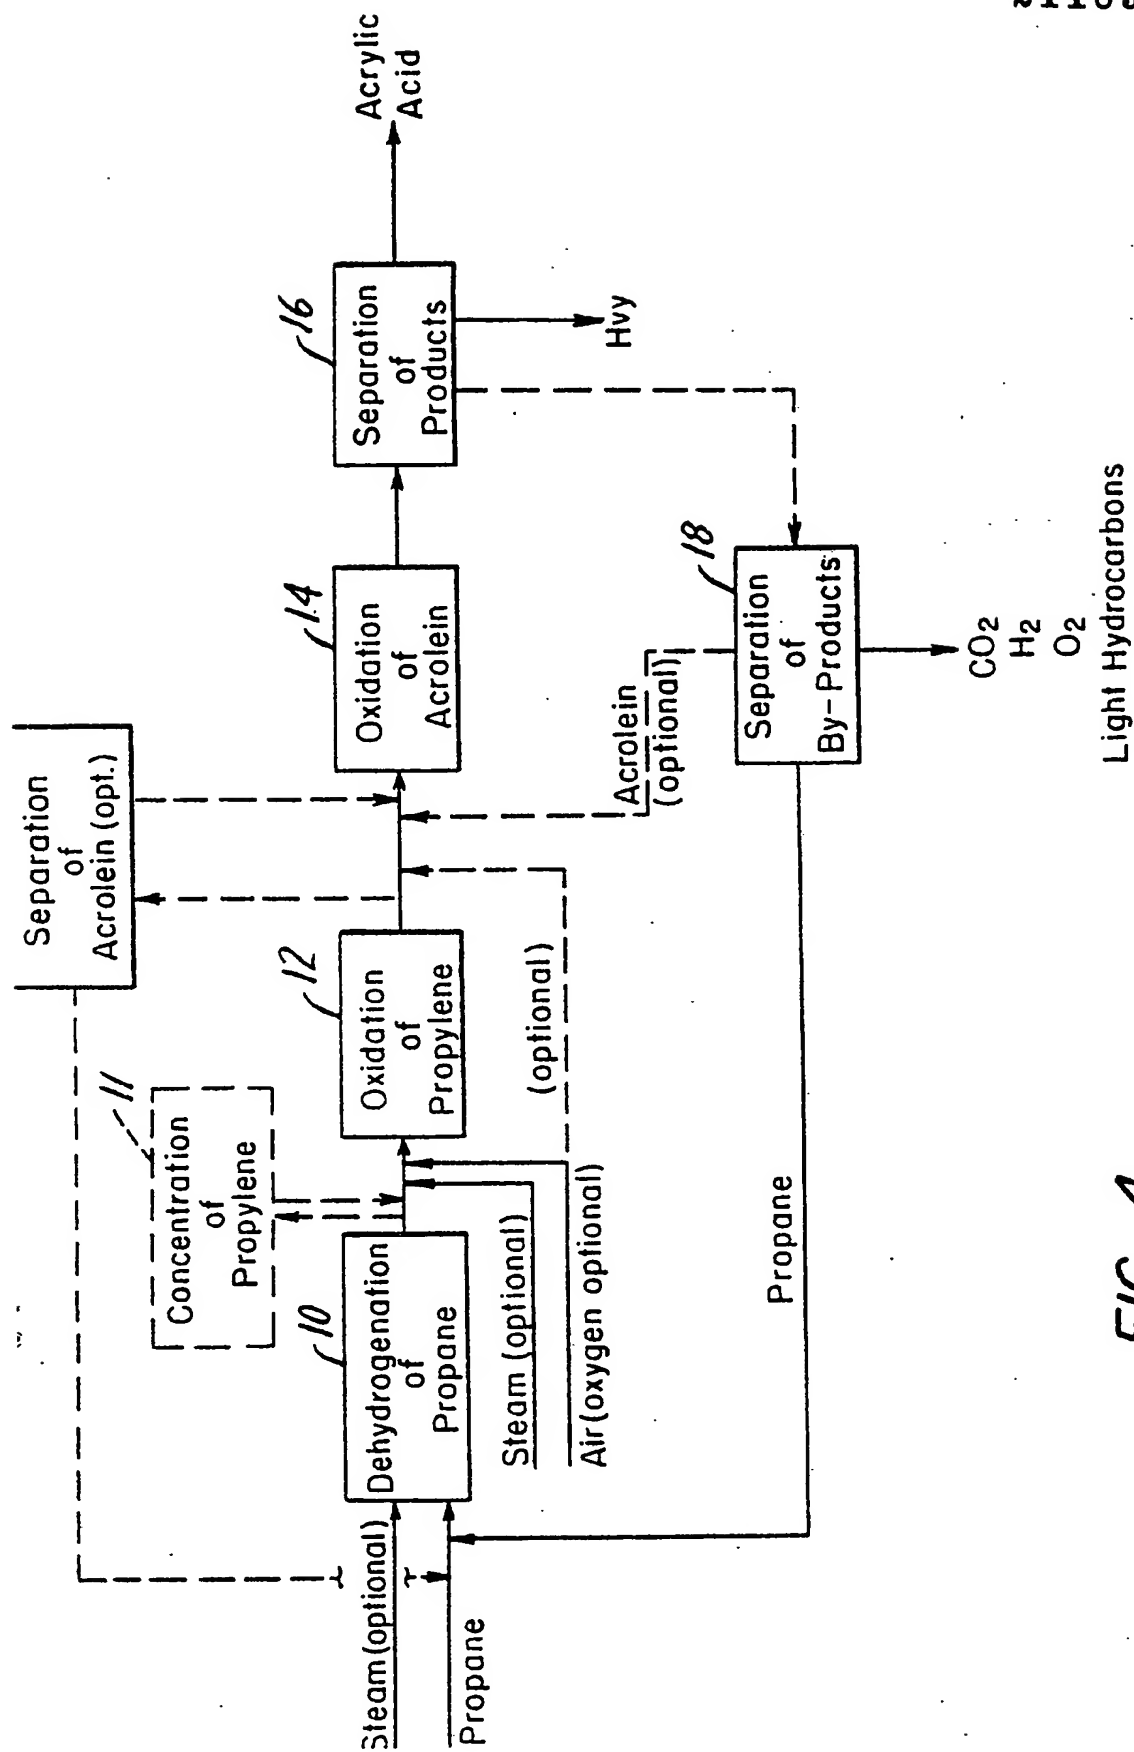 Separation
of
Acrolein (opt.)
11
Concentration
of
Propylene
Steam (optional)
Propane
10
Dehydrogenation
of
Propane
12
Oxidation
of
Propylene
14
Oxidation
of
Acrolein
16
Separation
of
Products
Acrylic
Acid
Hvy
Steam (optional)
Air (oxygen optional)
(optional)
Acrolein
(optional)
18
Separation
of
By-Products
Propane
CO2
H2
O2
Light Hydrocarbons